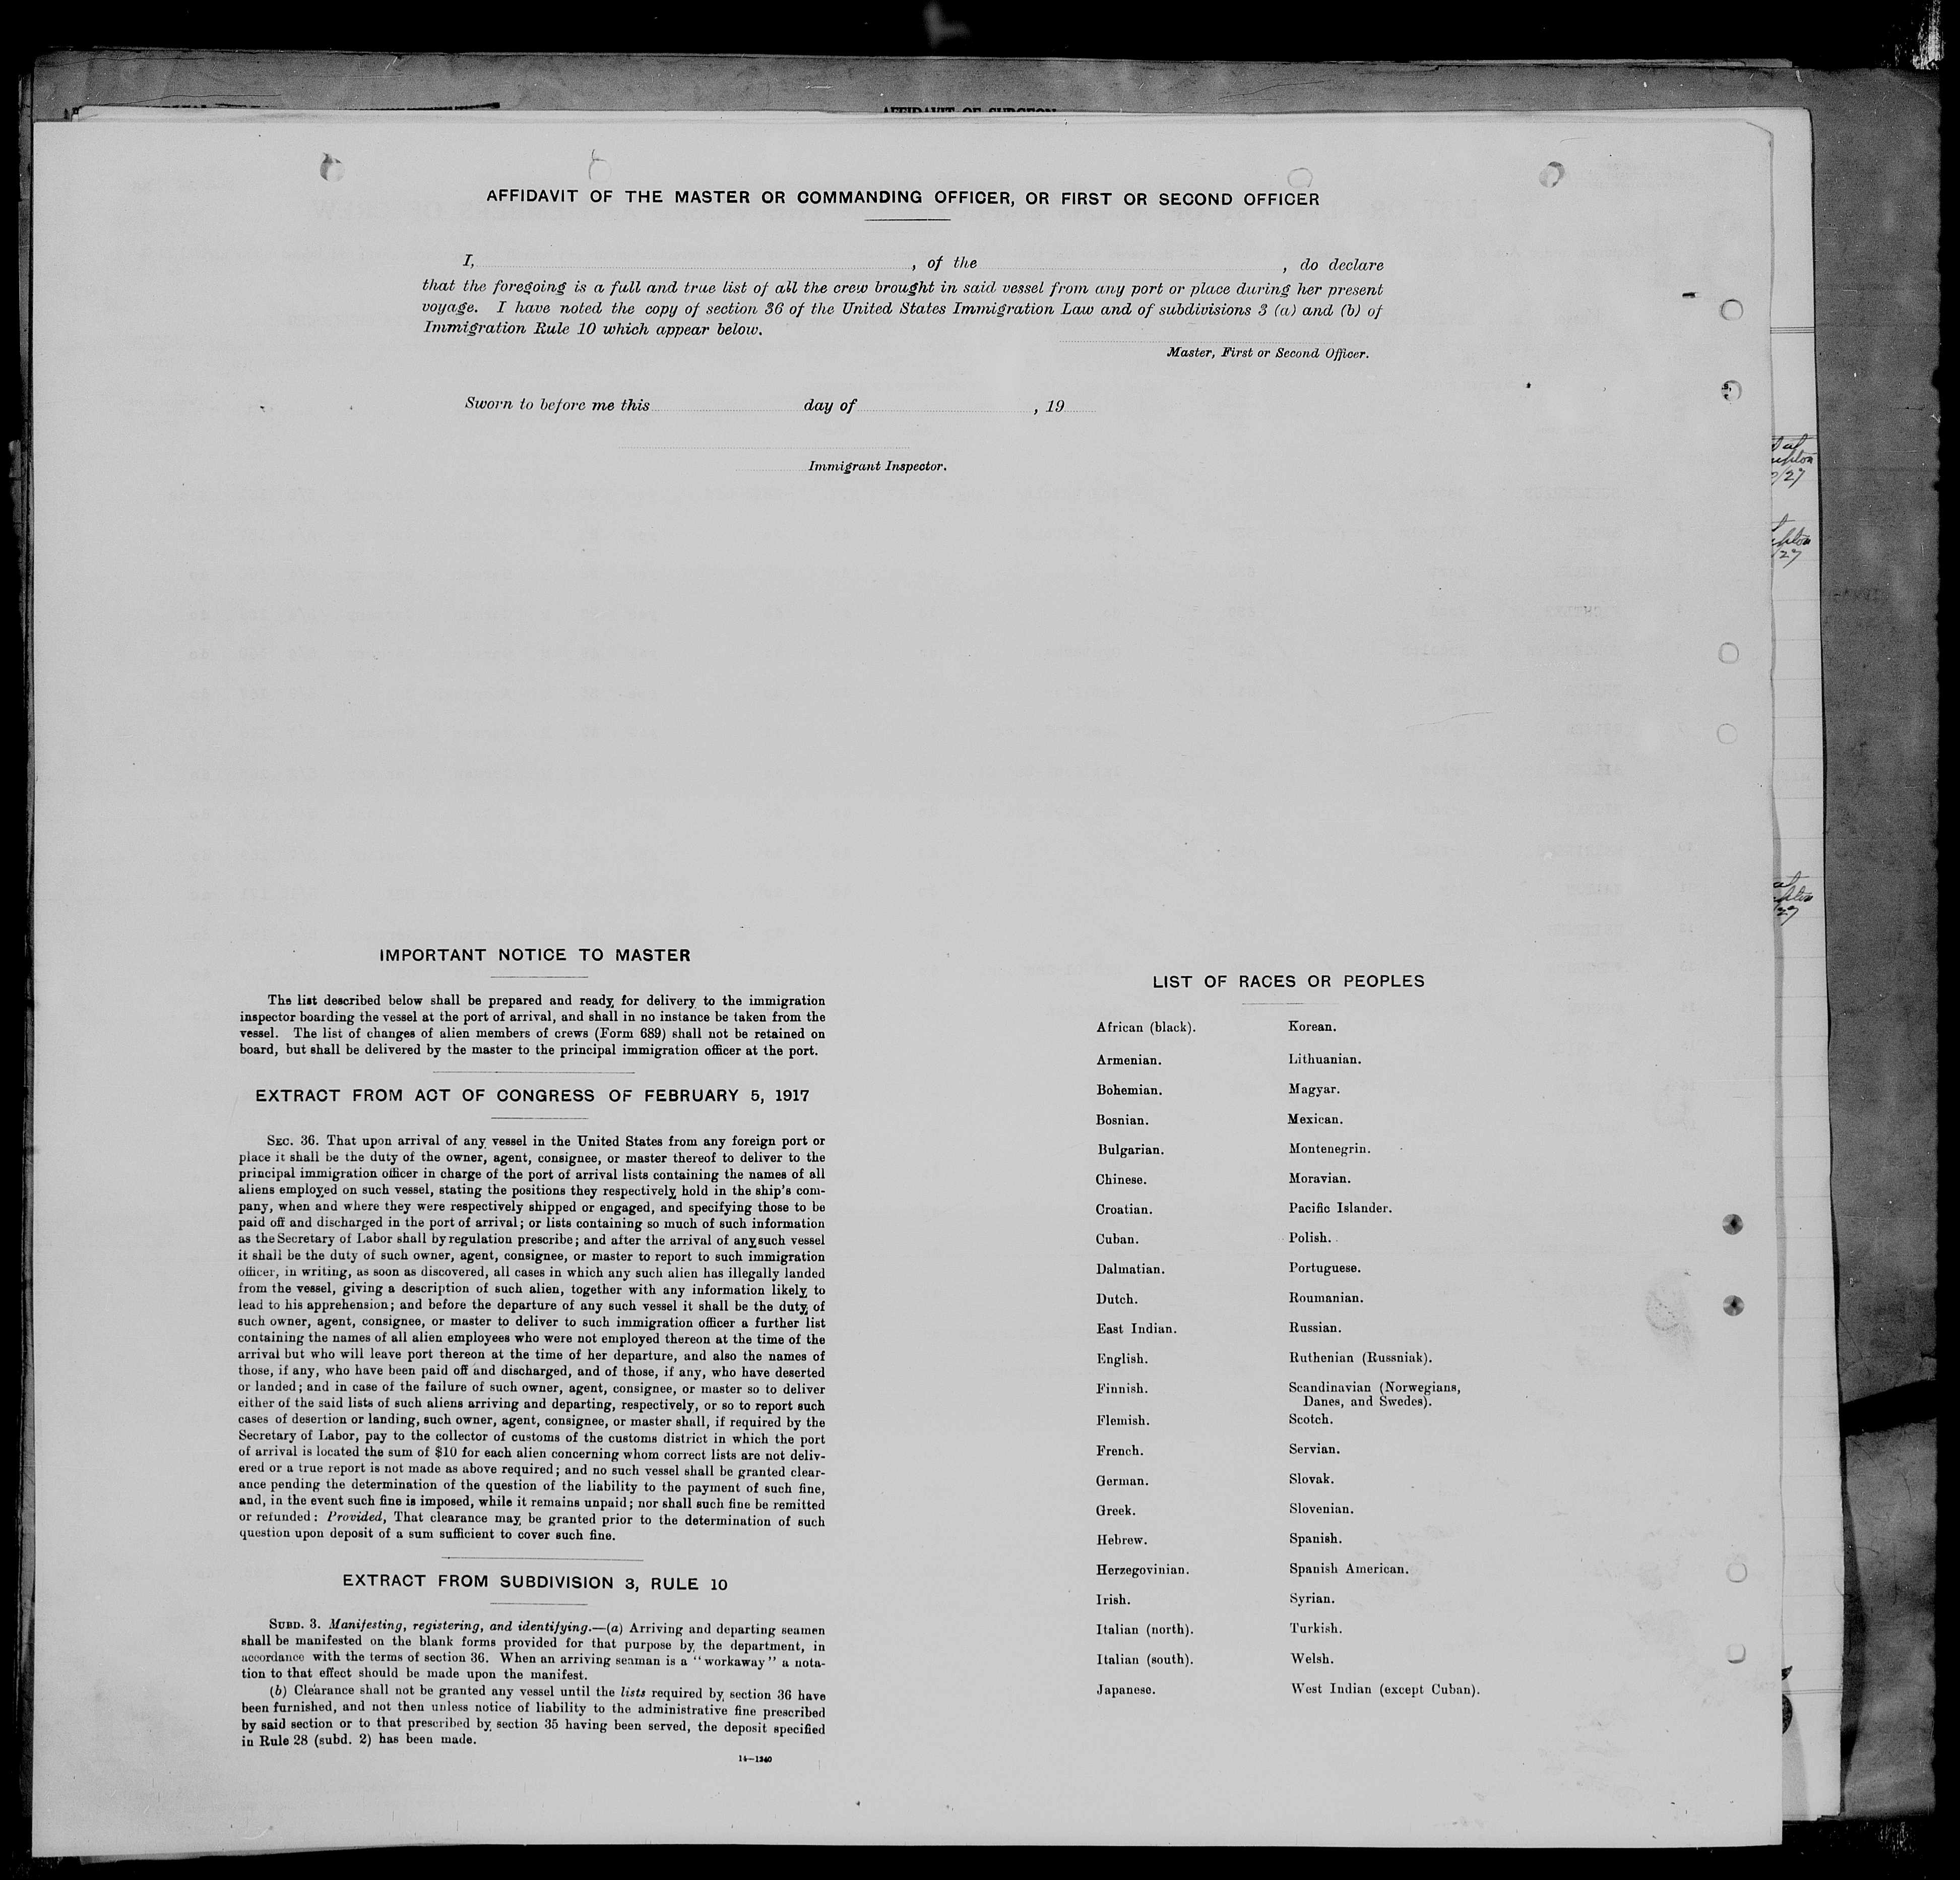 AFFIDAVIT OF SURGEON
AFFIDAVIT OF THE MASTER OR COMMANDING OFFICER, OR FIRST OR SECOND OFFICER
I, , of the , do declare
that the foregoing is a full and true list of all the crew brought in said vessel from any port or place during her present
voyage. I have noted the copy of section 36 of the United States Immigration Law and of subdivisions 3 (a) and (b) of
Immigration Rule 10 which appear below.
Master, First or Second Officer.
Sworn to before me this day of , 19
Immigrant Inspector.
IMPORTANT NOTICE TO MASTER
The list described below shall be prepared and ready for delivery to the immigration
inspector boarding the vessel at the port of arrival, and shall in no instance be taken from the
vessel. The list of changes of alien members of crews (Form 689) shall not be retained on
board, but shall be delivered by the master to the principal immigration officer at the port.
EXTRACT FROM ACT OF CONGRESS OF FEBRUARY 5, 1917
SEC. 36. That upon arrival of any vessel in the United States from any foreign port or
place it shall be the duty of the owner, agent, consignee, or master thereof to deliver to the
principal immigration officer in charge of the port of arrival lists containing the names of all
aliens employed on such vessel, stating the positions they respectively hold in the ship's com-
pany, when and where they were respectively shipped or engaged, and specifying those to be
paid off and discharged in the port of arrival; or lists containing so much of such information
as the Secretary of Labor shall by regulation prescribe; and after the arrival of any such vessel
it shall be the duty of such owner, agent, consignee, or master to report to such immigration
officer, in writing, as soon as discovered, all cases in which any such alien has illegally landed
from the vessel, giving a description of such alien, together with any information likely to
lead to his apprehension; and before the departure of any such vessel it shall be the duty of
such owner, agent, consignee, or master to deliver to such immigration officer a further list
containing the names of all alien employees who were not employed thereon at the time of the
arrival but who will leave port thereon at the time of her departure, and also the names of
those, if any, who have been paid off and discharged, and of those, if any, who have deserted
or landed; and in case of the failure of such owner, agent, consignee, or master so to deliver
either of the said lists of such aliens arriving and departing, respectively, or so to report such
cases of desertion or landing, such owner, agent, consignee, or master shall, if required by the
Secretary of Labor, pay to the collector of customs of the customs district in which the port
of arrival is located the sum of $10 for each alien concerning whom correct lists are not deliv-
ered or a true report is not made as above required; and no such vessel shall be granted clear-
ance pending the determination of the question of the liability to the payment of such fine,
and, in the event such fine is imposed, while it remains unpaid; nor shall such fine be remitted
or refunded: Provided, That clearance may be granted prior to the determination of such
question upon deposit of a sum sufficient to cover such fine.
EXTRACT FROM SUBDIVISION 3, RULE 10
SUBD. 3. Manifesting, registering, and identifying.—(a) Arriving and departing seamen
shall be manifested on the blank forms provided for that purpose by the department, in
accordance with the terms of section 36. When an arriving seaman is a "workaway" a nota-
tion to that effect should be made upon the manifest.
(b) Clearance shall not be granted any vessel until the lists required by section 36 have
been furnished, and not then unless notice of liability to the administrative fine prescribed
by said section or to that prescribed by section 35 having been served, the deposit specified
in Rule 28 (subd. 2) has been made.
14—1240
LIST OF RACES OR PEOPLES
African (black).
Armenian.
Bohemian.
Bosnian.
Bulgarian.
Chinese.
Croatian.
Cuban.
Dalmatian.
Dutch.
East Indian.
English.
Finnish.
Flemish.
French.
German.
Greek.
Hebrew.
Herzegovinian.
Irish.
Italian (north).
Italian (south).
Japanese.
Korean.
Lithuanian.
Magyar.
Mexican.
Montenegrin.
Moravian.
Pacific Islander.
Polish.
Portuguese.
Roumanian.
Russian.
Ruthenian (Russniak).
Scandinavian (Norwegians,
Danes, and Swedes).
Scotch.
Servian.
Slovak.
Slovenian.
Spanish.
Spanish American.
Syrian.
Turkish.
Welsh.
West Indian (except Cuban).